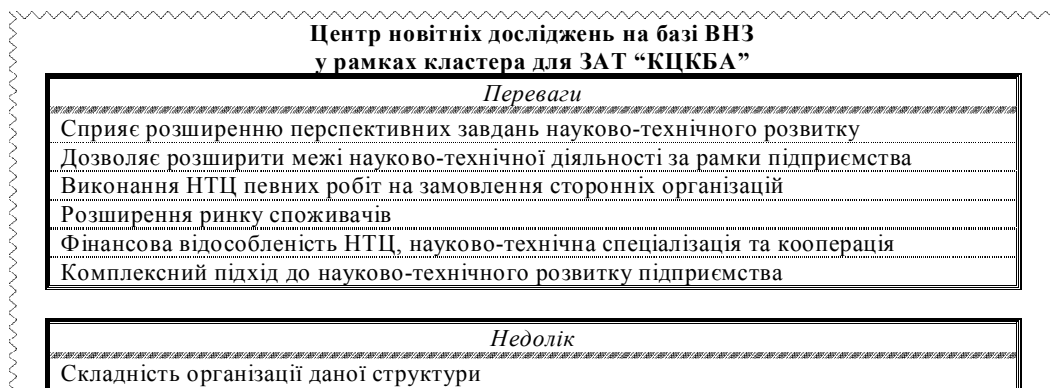 Центр новітніх досліджень на базі ВНЗ
у рамках кластера для ЗАТ “КЦКБА”
Переваги
Сприяє розширенню перспективних завдань науково-технічного розвитку
Дозволяє розширити межі науково-технічної діяльності за рамки підприємства
Виконання НТЦ певних робіт на замовлення сторонніх організацій
Розширення ринку споживачів
Фінансова відособленість НТЦ, науково-технічна спеціалізація та кооперація
Комплексний підхід до науково-технічного розвитку підприємства
Недолік
Складність організації даної структури